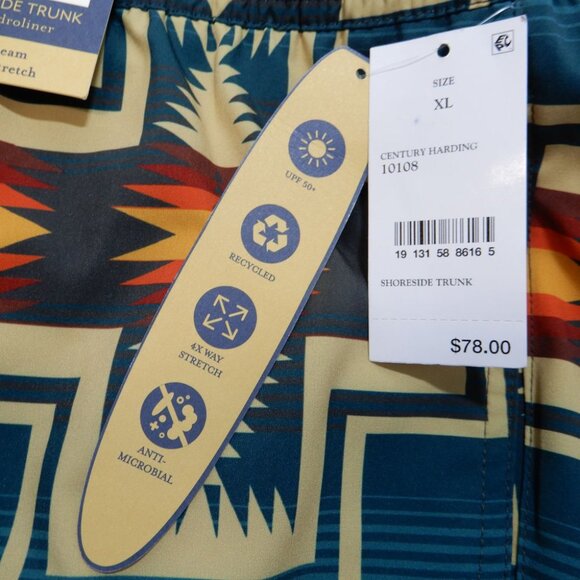 DE TRUNK
droliner
eam
tretch
UPF 50+
RECYCLED
4X WAY
STRETCH
ANTI-
MICROBIAL
SIZE
XL
CENTURY HARDING
10108
19 131 58 8616 5
SHORESIDE TRUNK
$78.00